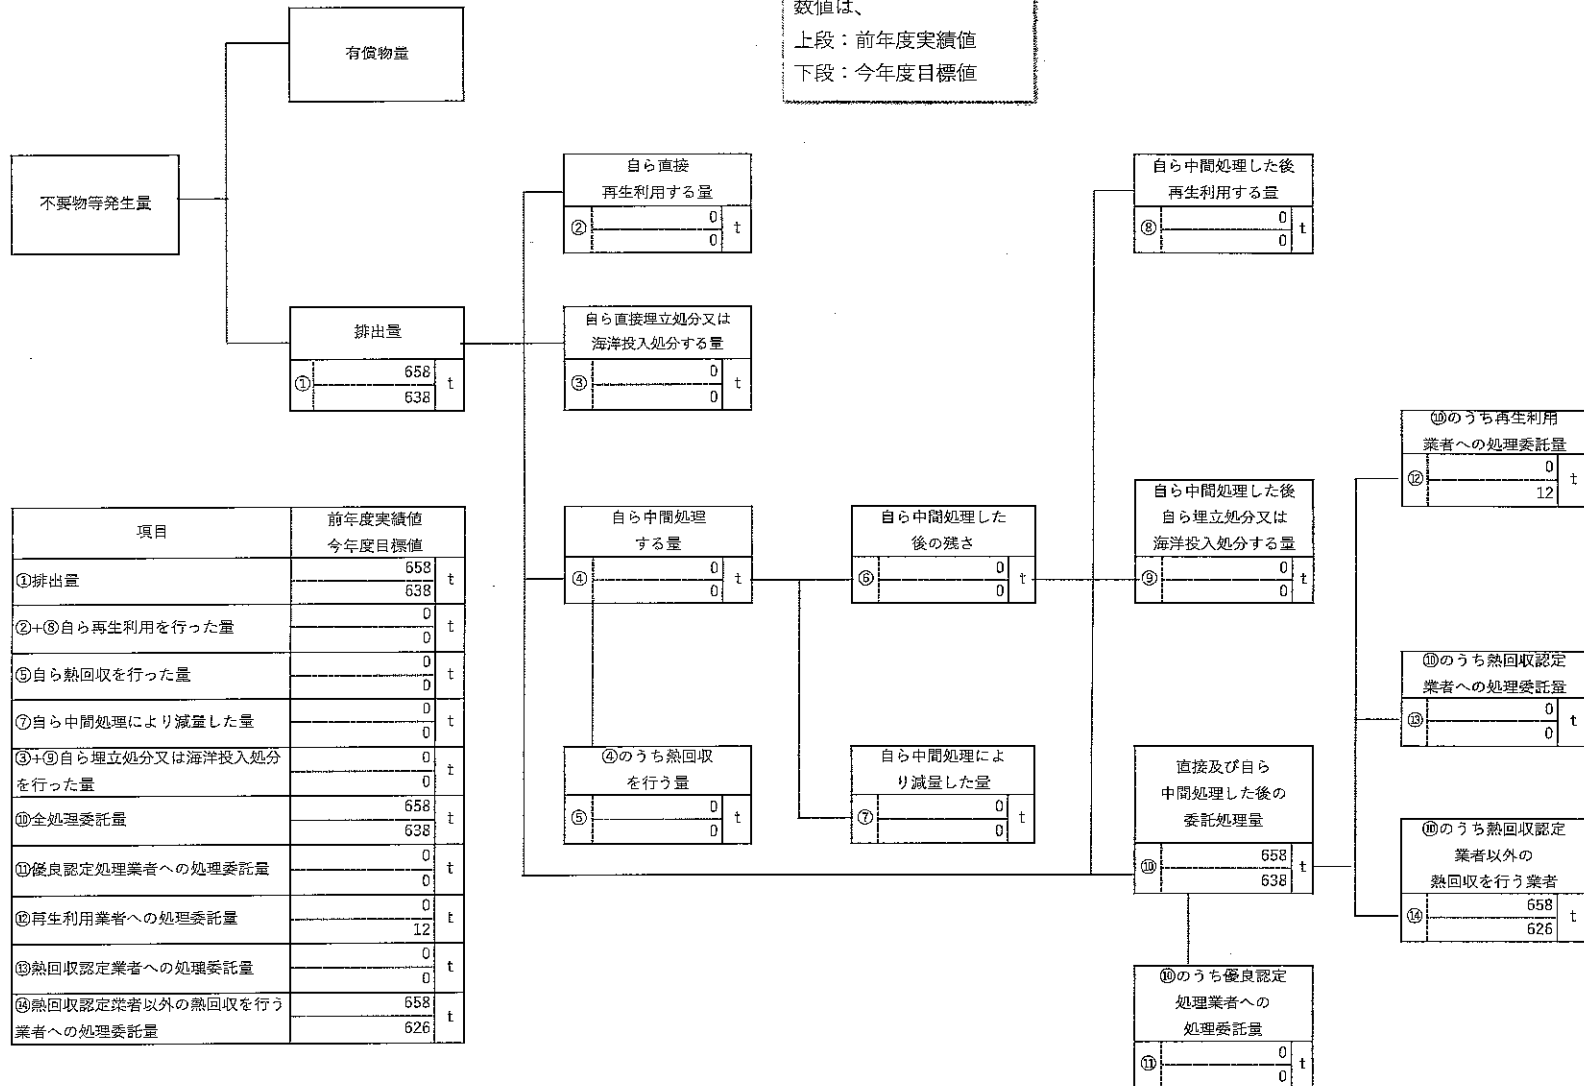 数値は、
上段：前年度実績値
下段：今年度目標値
有償物量
不要物等発生量
排出量
①
658
638
t
自ら直接
再生利用する量
②
0
0
t
自ら直接埋立処分又は
海洋投入処分する量
③
0
0
t
自ら中間処理
する量
④
0
0
t
④のうち熱回収
を行う量
⑤
0
0
t
自ら中間処理した
後の残さ
⑥
0
0
t
自ら中間処理によ
り減量した量
⑦
0
0
t
自ら中間処理した後
再生利用する量
⑧
0
0
t
自ら中間処理した後
自ら埋立処分又は
海洋投入処分する量
⑨
0
0
t
直接及び自ら
中間処理した後の
委託処理量
⑩
658
638
t
⑩のうち優良認定
処理業者への
処理委託量
⑪
0
0
t
⑩のうち再生利用
業者への処理委託量
⑫
0
12
t
⑩のうち熱回収認定
業者への処理委託量
⑬
0
0
t
⑩のうち熱回収認定
業者以外の
熱回収を行う業者
⑭
658
626
t
項目
前年度実績値
今年度目標値
①排出量
658
638
t
②+⑧自ら再生利用を行った量
0
0
t
⑤自ら熱回収を行った量
0
0
t
⑦自ら中間処理により減量した量
0
0
t
③+⑨自ら埋立処分又は海洋投入処分
を行った量
0
0
t
⑩全処理委託量
658
638
t
⑪優良認定処理業者への処理委託量
0
0
t
⑫再生利用業者への処理委託量
0
12
t
⑬熱回収認定業者への処理委託量
0
0
t
⑭熱回収認定業者以外の熱回収を行う
業者への処理委託量
658
626
t